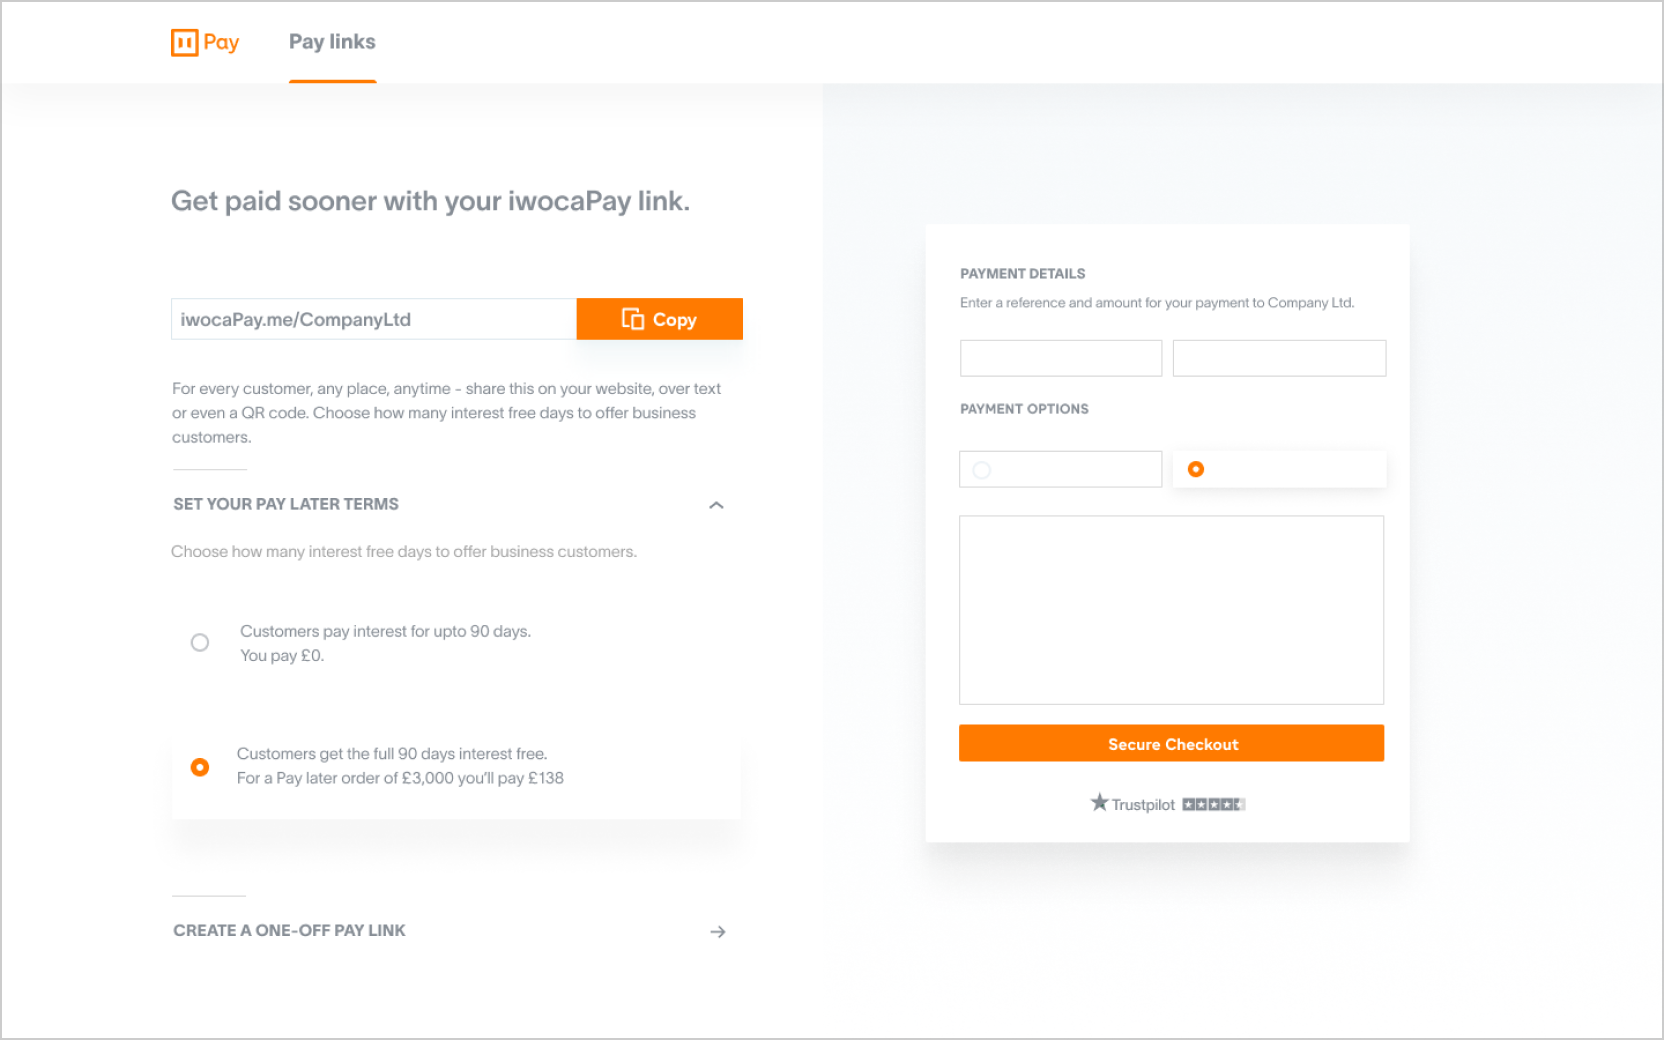 Pay
Pay links
Get paid sooner with your iwocaPay link.
iwocaPay.me/CompanyLtd
Copy
For every customer, any place, anytime - share this on your website, over text
or even a QR code. Choose how many interest free days to offer business
customers.
SET YOUR PAY LATER TERMS
Choose how many interest free days to offer business customers.
Customers pay interest for upto 90 days.
You pay £0.
Customers get the full 90 days interest free.
For a Pay later order of £3,000 you'll pay £138
CREATE A ONE-OFF PAY LINK
PAYMENT DETAILS
Enter a reference and amount for your payment to Company Ltd.
PAYMENT OPTIONS
Secure Checkout
Trustpilot